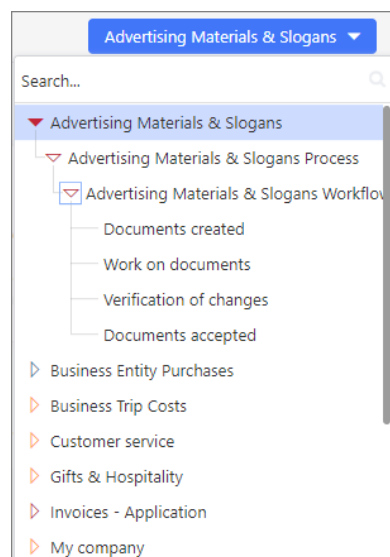 Advertising Materials & Slogans
Search...
Advertising Materials & Slogans
Advertising Materials & Slogans Process
Advertising Materials & Slogans Workflow
Documents created
Work on documents
Verification of changes
Documents accepted
Business Entity Purchases
Business Trip Costs
Customer service
Gifts & Hospitality
Invoices - Application
My company